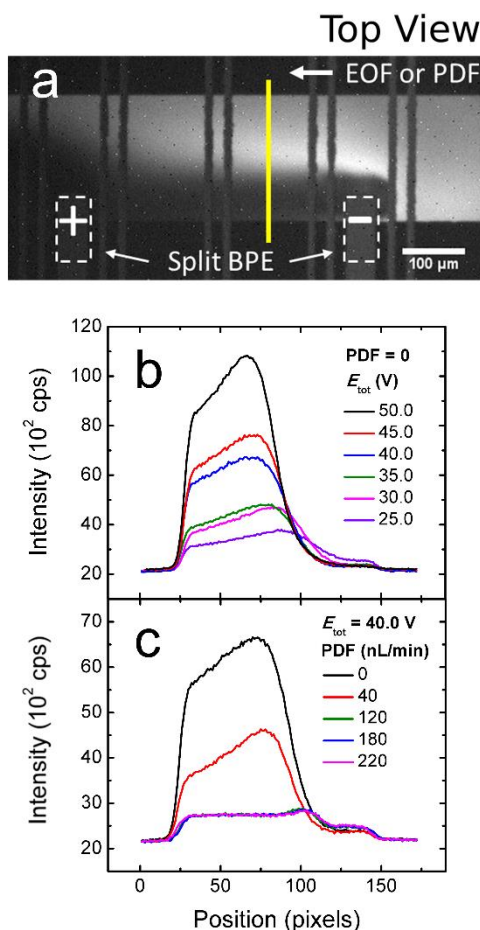 Top View
a
EOF or PDF
+
-
Split BPE
100 µm
120
100
80
60
40
20
Intensity (10² cps)
b
PDF = 0
E_tot (V)
50.0
45.0
40.0
35.0
30.0
25.0
70
60
50
40
30
20
Intensity (10² cps)
c
E_tot = 40.0 V
PDF (nL/min)
0
40
120
180
220
0
50
100
150
Position (pixels)